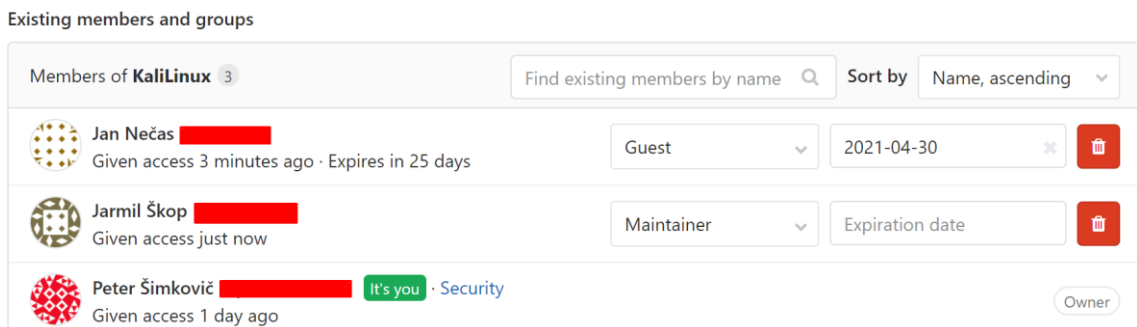 Existing members and groups
Members of KaliLinux 3 Find existing members by name Sort by Name, ascending
Jan Nečas
Given access 3 minutes ago · Expires in 25 days Guest 2021-04-30
Jarmil Škop
Given access just now Maintainer Expiration date
Peter Šimkovič It's you · Security
Given access 1 day ago Owner